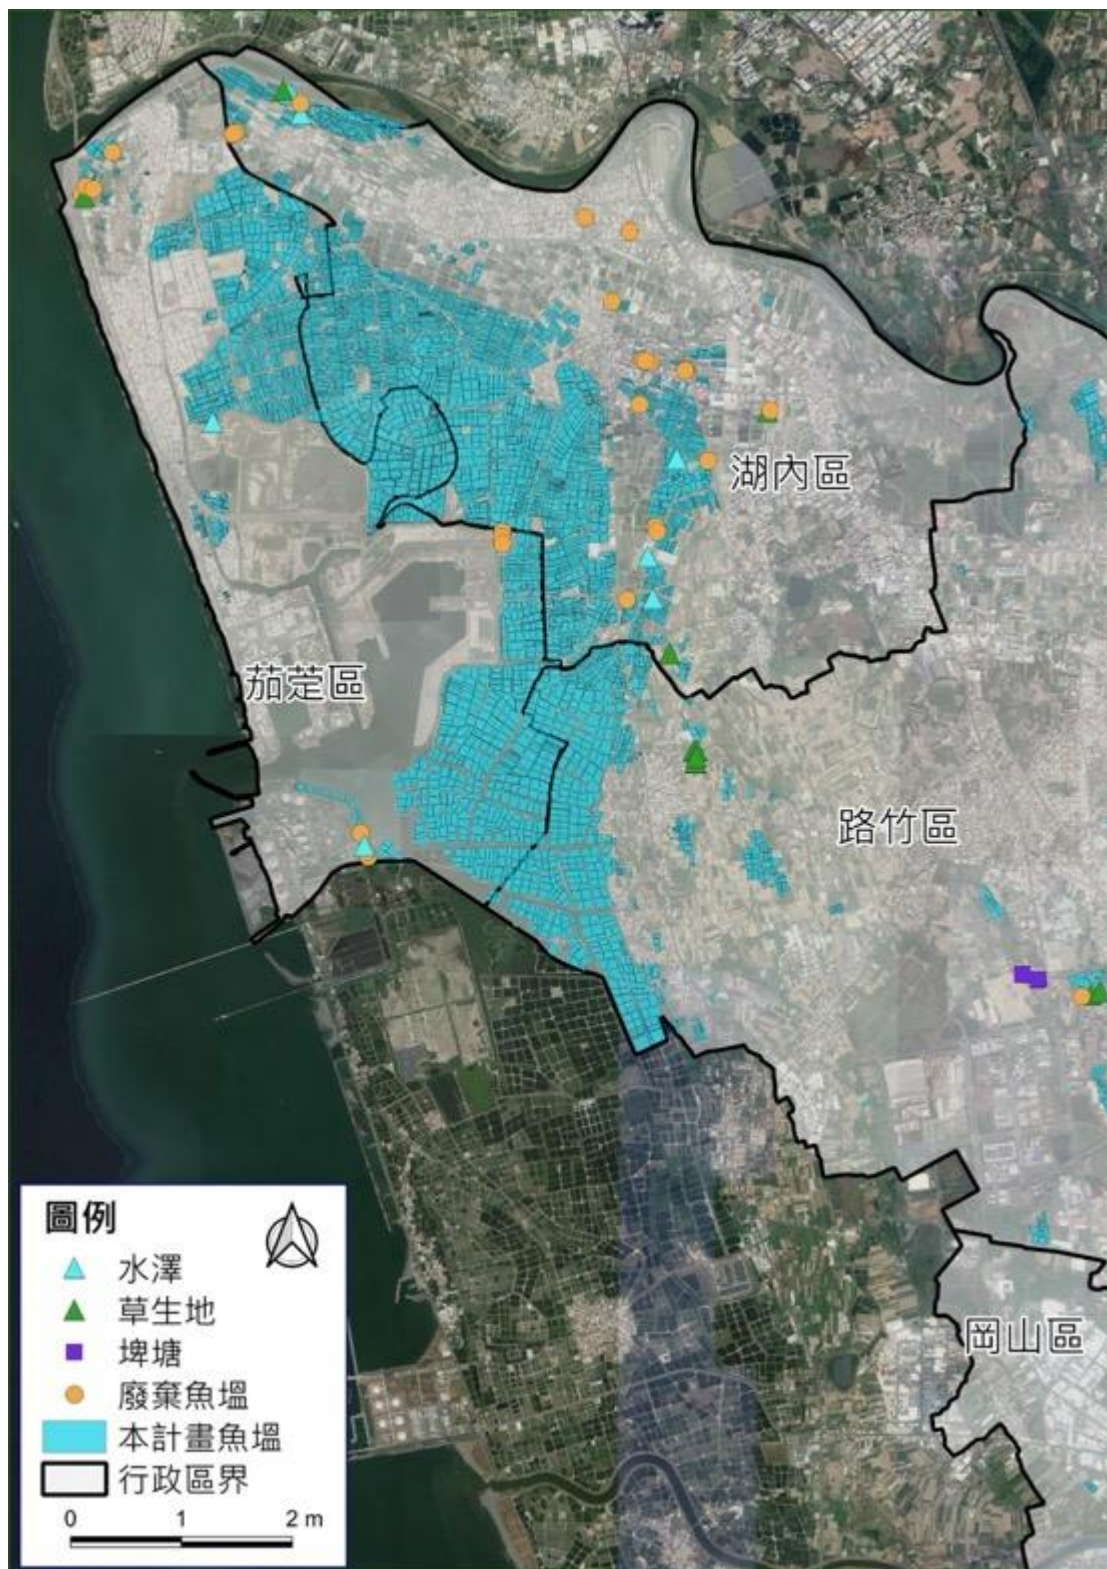 湖內區
茄萣區
路竹區
岡山區
圖例
水澤
草生地
埤塘
廢棄魚塭
本計畫魚塭
行政區界
0 1 2 m